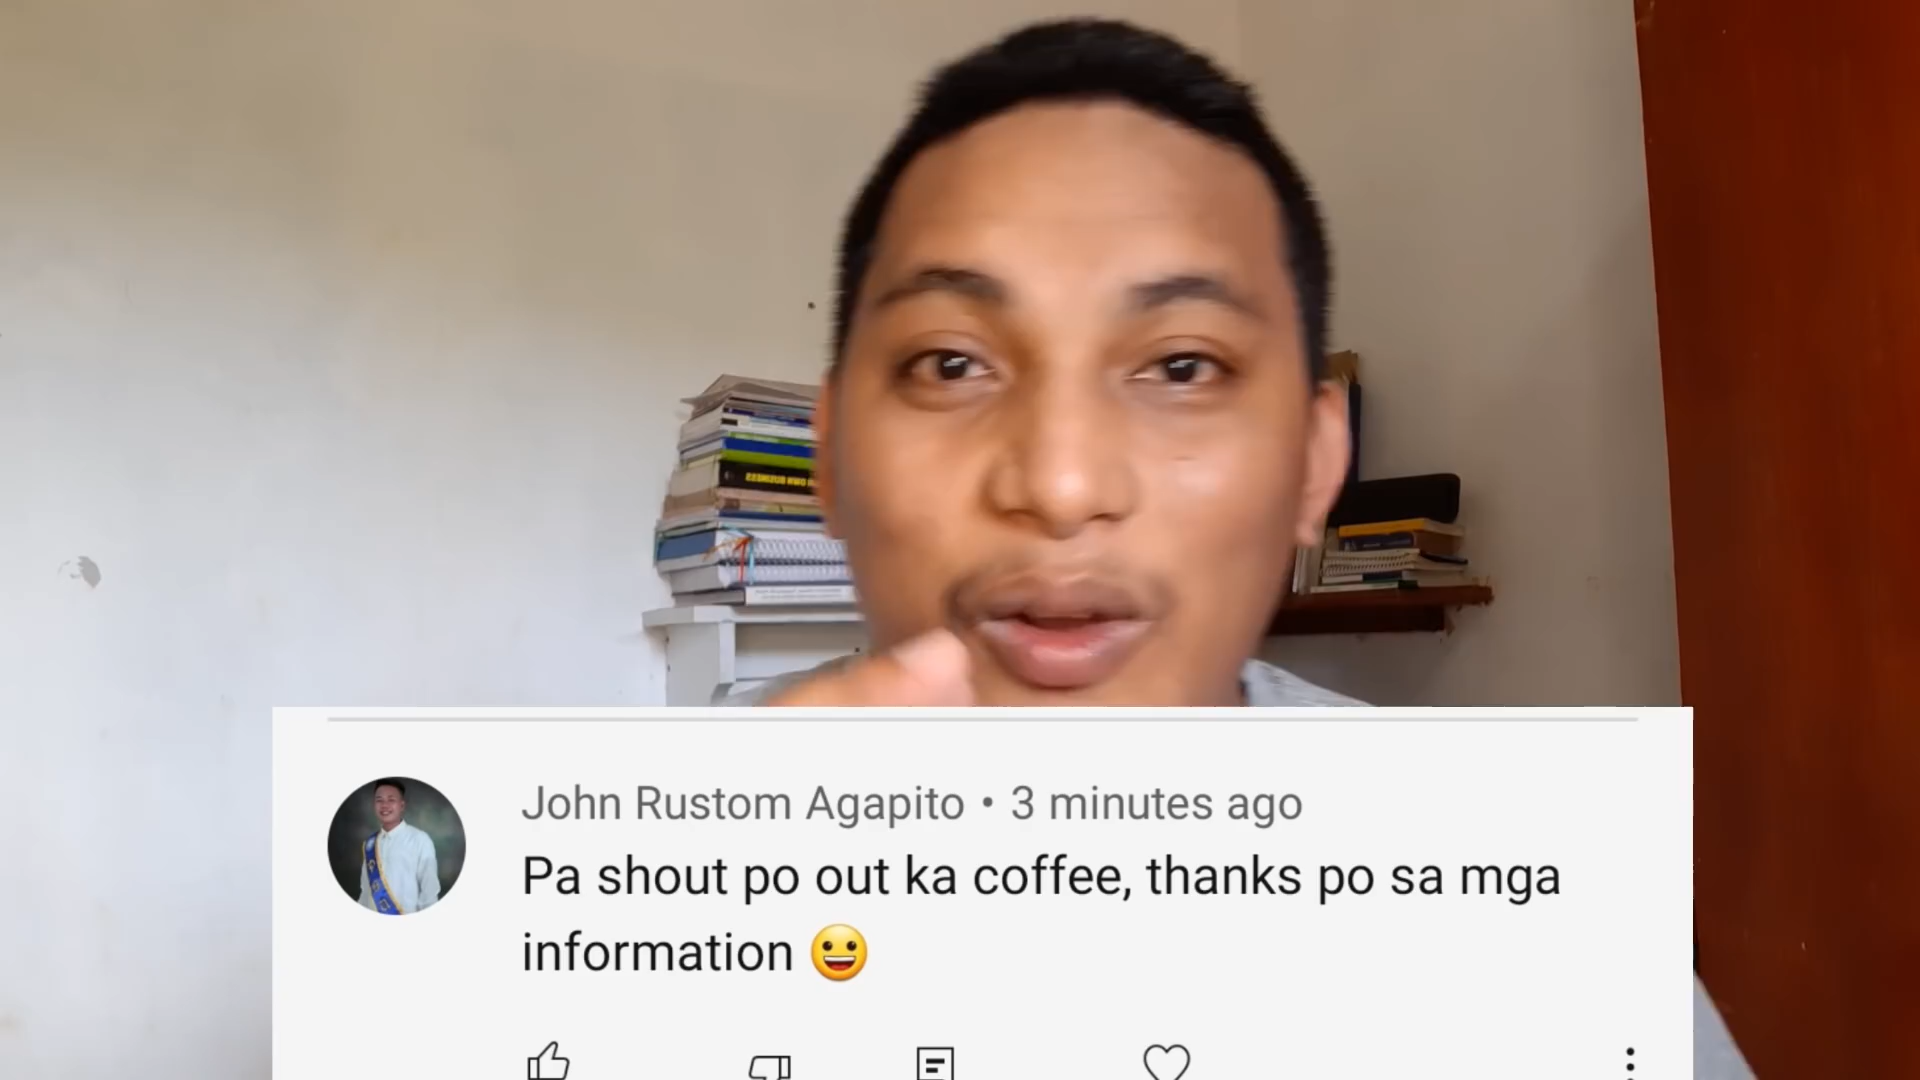 John Rustom Agapito • 3 minutes ago
Pa shout po out ka coffee, thanks po sa mga
information 😀